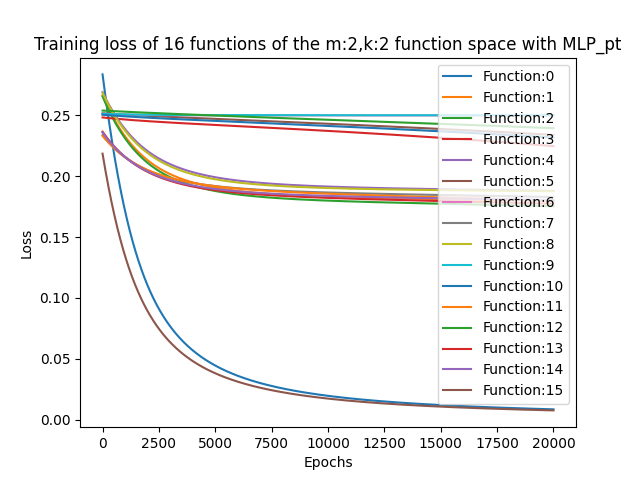 Training loss of 16 functions of the m:2,k:2 function space with MLP_pt
Loss
0.25
0.20
0.15
0.10
0.05
0.00
Function:0
Function:1
Function:2
Function:3
Function:4
Function:5
Function:6
Function:7
Function:8
Function:9
Function:10
Function:11
Function:12
Function:13
Function:14
Function:15
0 2500 5000 7500 10000 12500 15000 17500 20000
Epochs